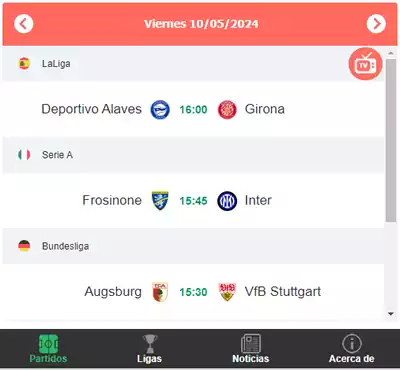 Viernes 10/05/2024
LaLiga
TV
Deportivo Alaves 16:00 Girona
Serie A
Frosinone 15:45 Inter
Bundesliga
Augsburg 15:30 VfB Stuttgart
Partidos Ligas Noticias Acerca de